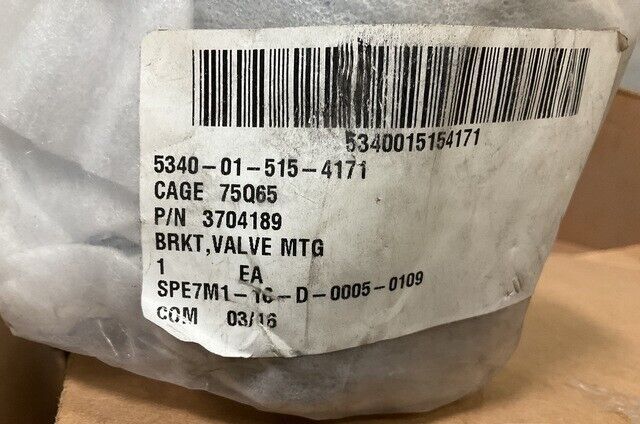 5340015154171
5340-01-515-4171
CAGE 75Q65
P/N 3704189
BRKT,VALVE MTG
1 EA
SPE7M1-16-D-0005-0109
COM 03/16